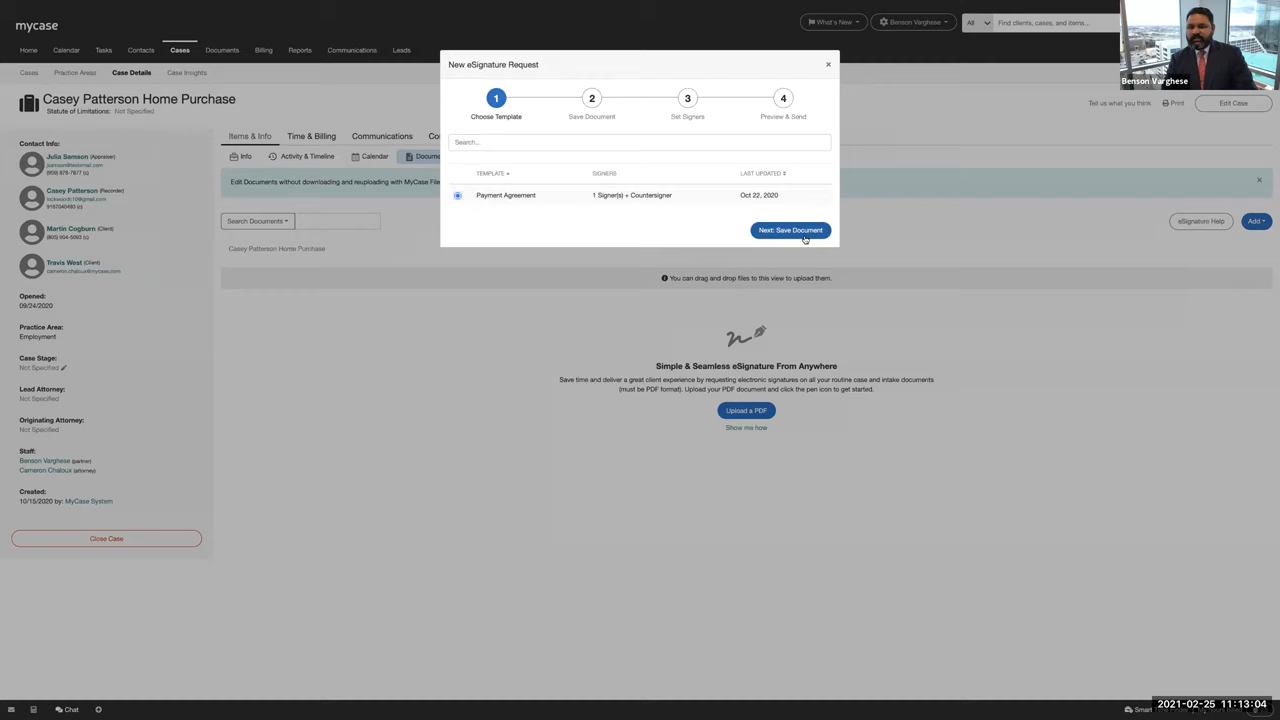 mycase
What's New
Benson Varghese
All
Find clients, cases, and items...
Home
Calendar
Tasks
Contacts
Cases
Documents
Billing
Reports
Communications
Leads
Benson Varghese
Cases
Practice Areas
Case Details
Case Insights
Casey Patterson Home Purchase
Statute of Limitations: Not Specified
Tell us what you think
Print
Edit Case
New eSignature Request
×
1
2
3
4
Choose Template
Save Document
Set Signers
Preview & Send
Search...
TEMPLATE
SIGNERS
LAST UPDATED
Payment Agreement
1 Signer(s) + Countersigner
Oct 22, 2020
Next: Save Document
Items & Info
Time & Billing
Communications
Info
Activity & Timeline
Calendar
Edit Documents without downloading and reuploading with MyCase
×
Search Documents
eSignature Help
Add
Casey Patterson Home Purchase
You can drag and drop files to this view to upload them.
Simple & Seamless eSignature From Anywhere
Save time and deliver a great client experience by requesting electronic signatures on all your routine case and intake documents
(must be PDF format). Upload your PDF document and click the pen icon to get started.
Upload a PDF
Show me how
Contact Info:
Julia Samson (Appraiser)
jsamson@testemail.com
Casey Patterson (Recorder)
lockwoodc10@gmail.com
Martin Cogburn (Client)
Travis West (Client)
cameron.chaloux@mycase.com
Opened:
09/24/2020
Practice Area:
Employment
Case Stage:
Not Specified
Lead Attorney:
Not Specified
Originating Attorney:
Not Specified
Staff:
Benson Varghese (partner)
Cameron Chaloux (attorney)
Created:
10/15/2020 by: MyCase System
Close Case
Chat
2021-02-25 11:13:04